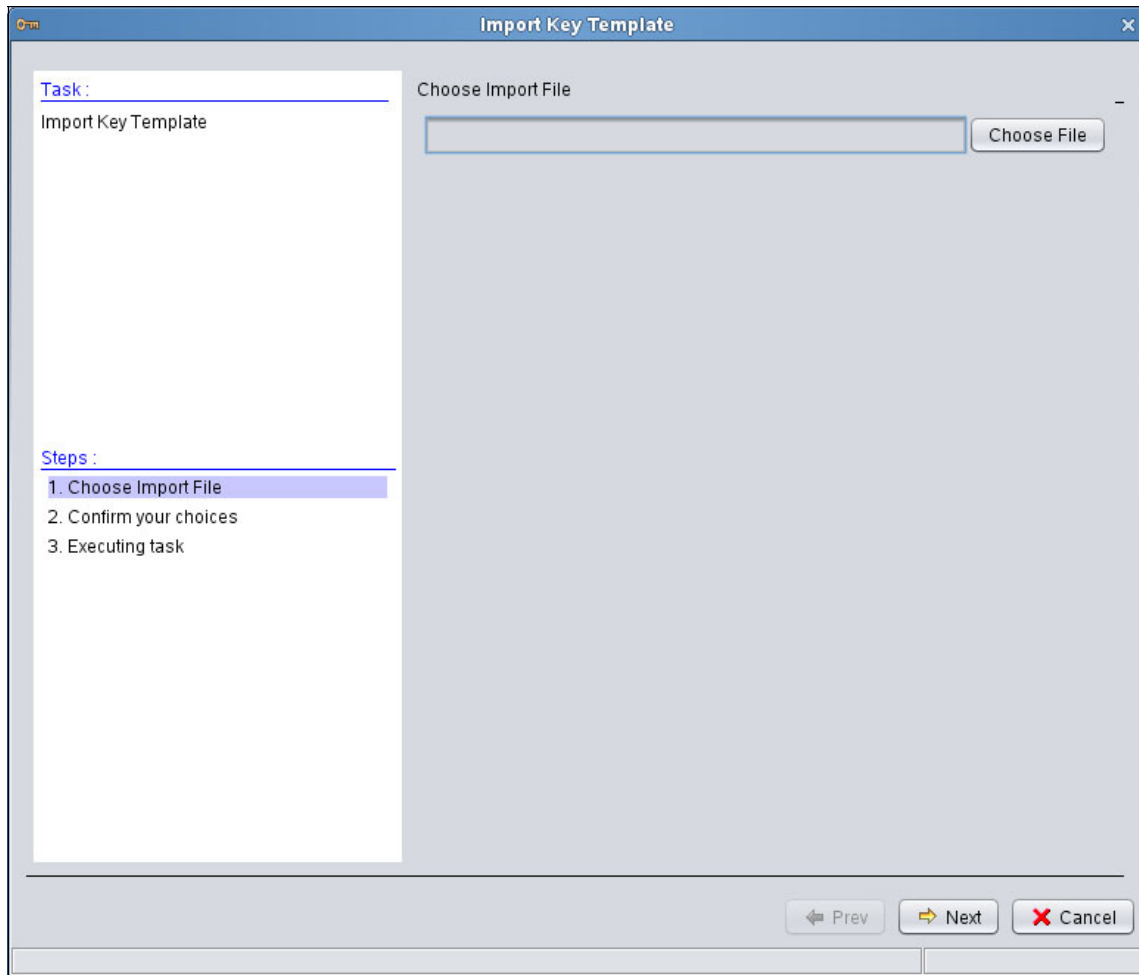 Import Key Template
Task :
Import Key Template
Choose Import File
Choose File
Steps :
1. Choose Import File
2. Confirm your choices
3. Executing task
Prev
Next
Cancel